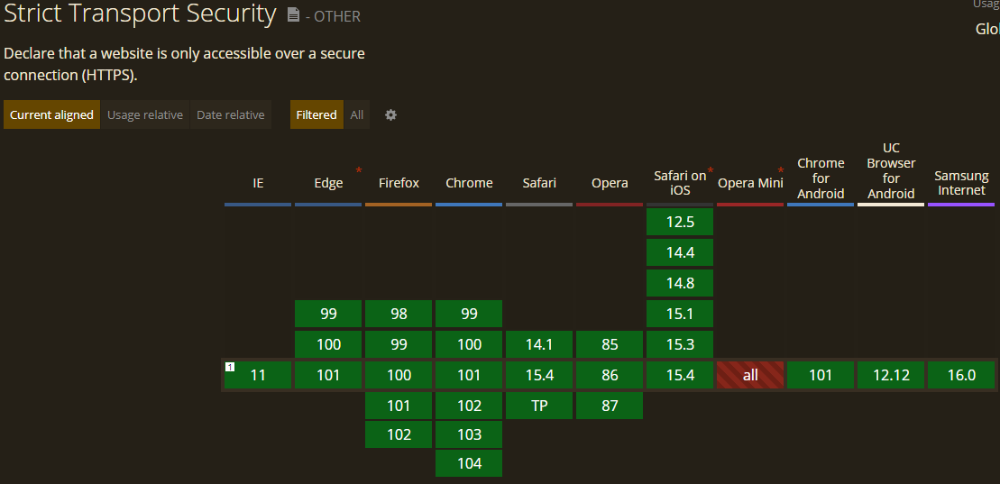 Strict Transport Security - OTHER
Usag
Glol
Declare that a website is only accessible over a secure
connection (HTTPS).
Current aligned Usage relative Date relative Filtered All
IE Edge * Firefox Chrome Safari Opera Safari on iOS * Opera Mini * Chrome for Android UC Browser for Android Samsung Internet
12.5
14.4
14.8
99 98 99 15.1
100 99 100 14.1 85 15.3
1 11 101 100 101 15.4 86 15.4 all 101 12.12 16.0
101 102 TP 87
102 103
104